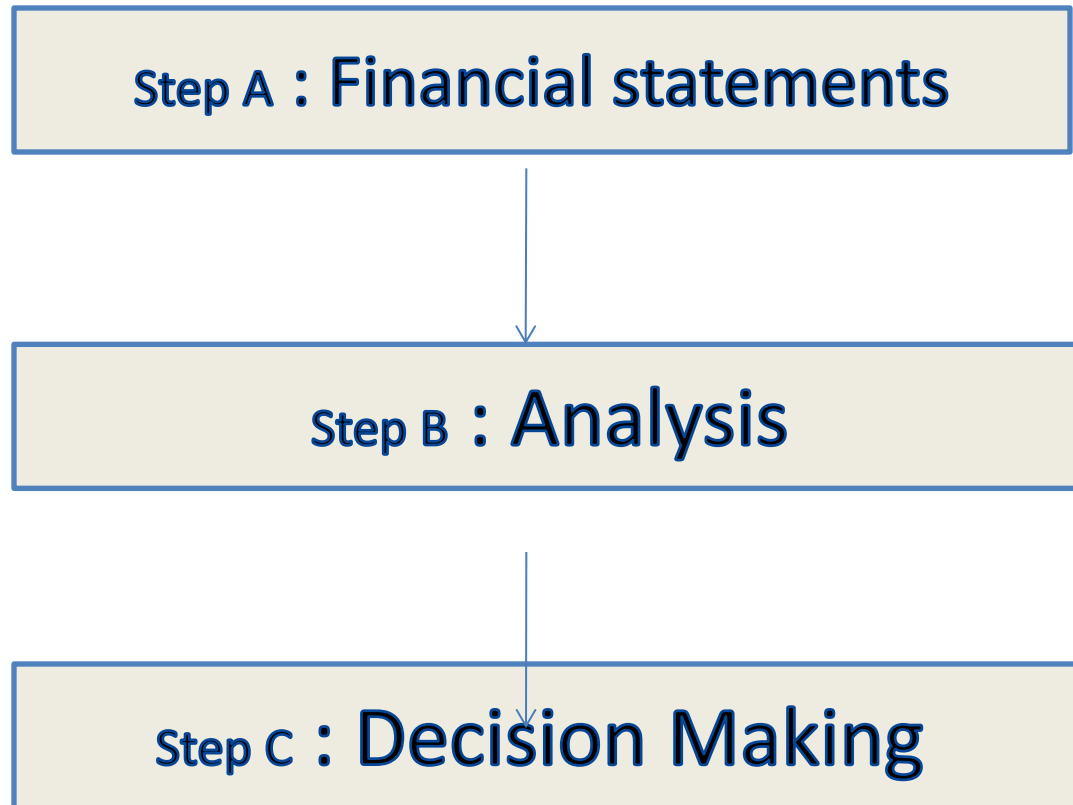 Step A : Financial statements
Step B : Analysis
Step C : Decision Making